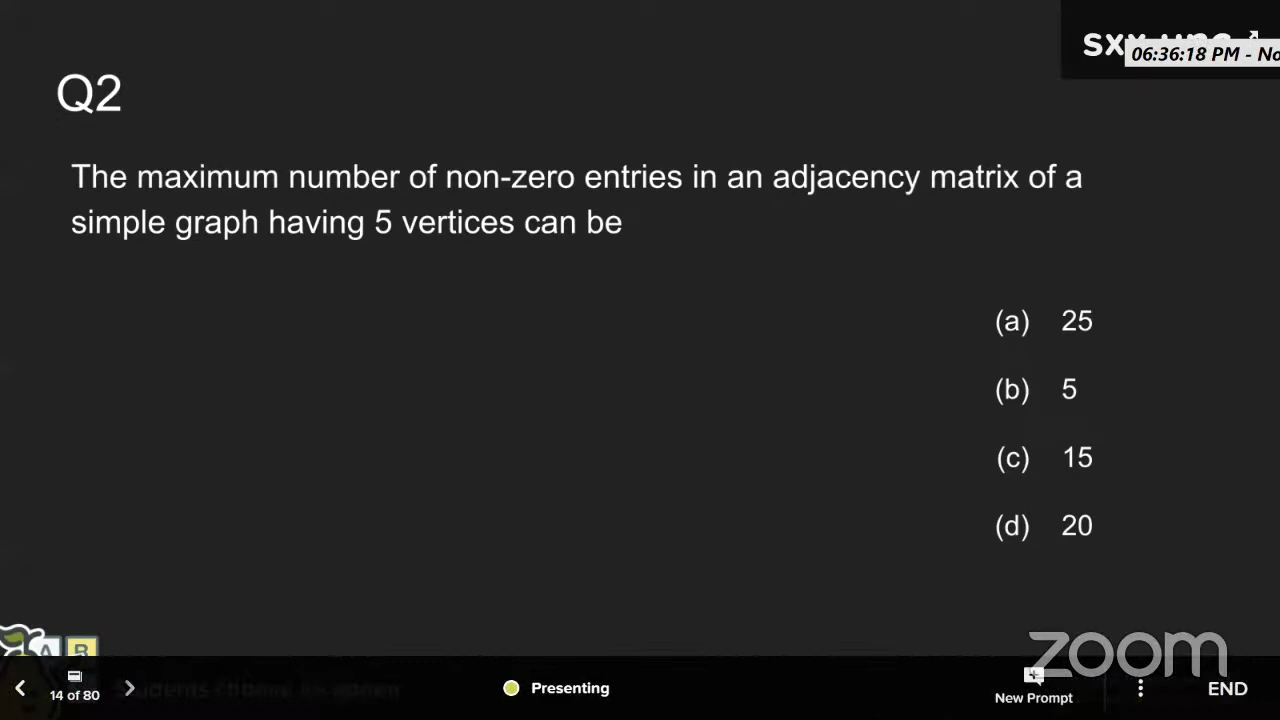 06:36:18 PM - No
Q2
The maximum number of non-zero entries in an adjacency matrix of a
simple graph having 5 vertices can be
(a) 25
(b) 5
(c) 15
(d) 20
A B
zoom
14 of 80
Presenting
New Prompt
END